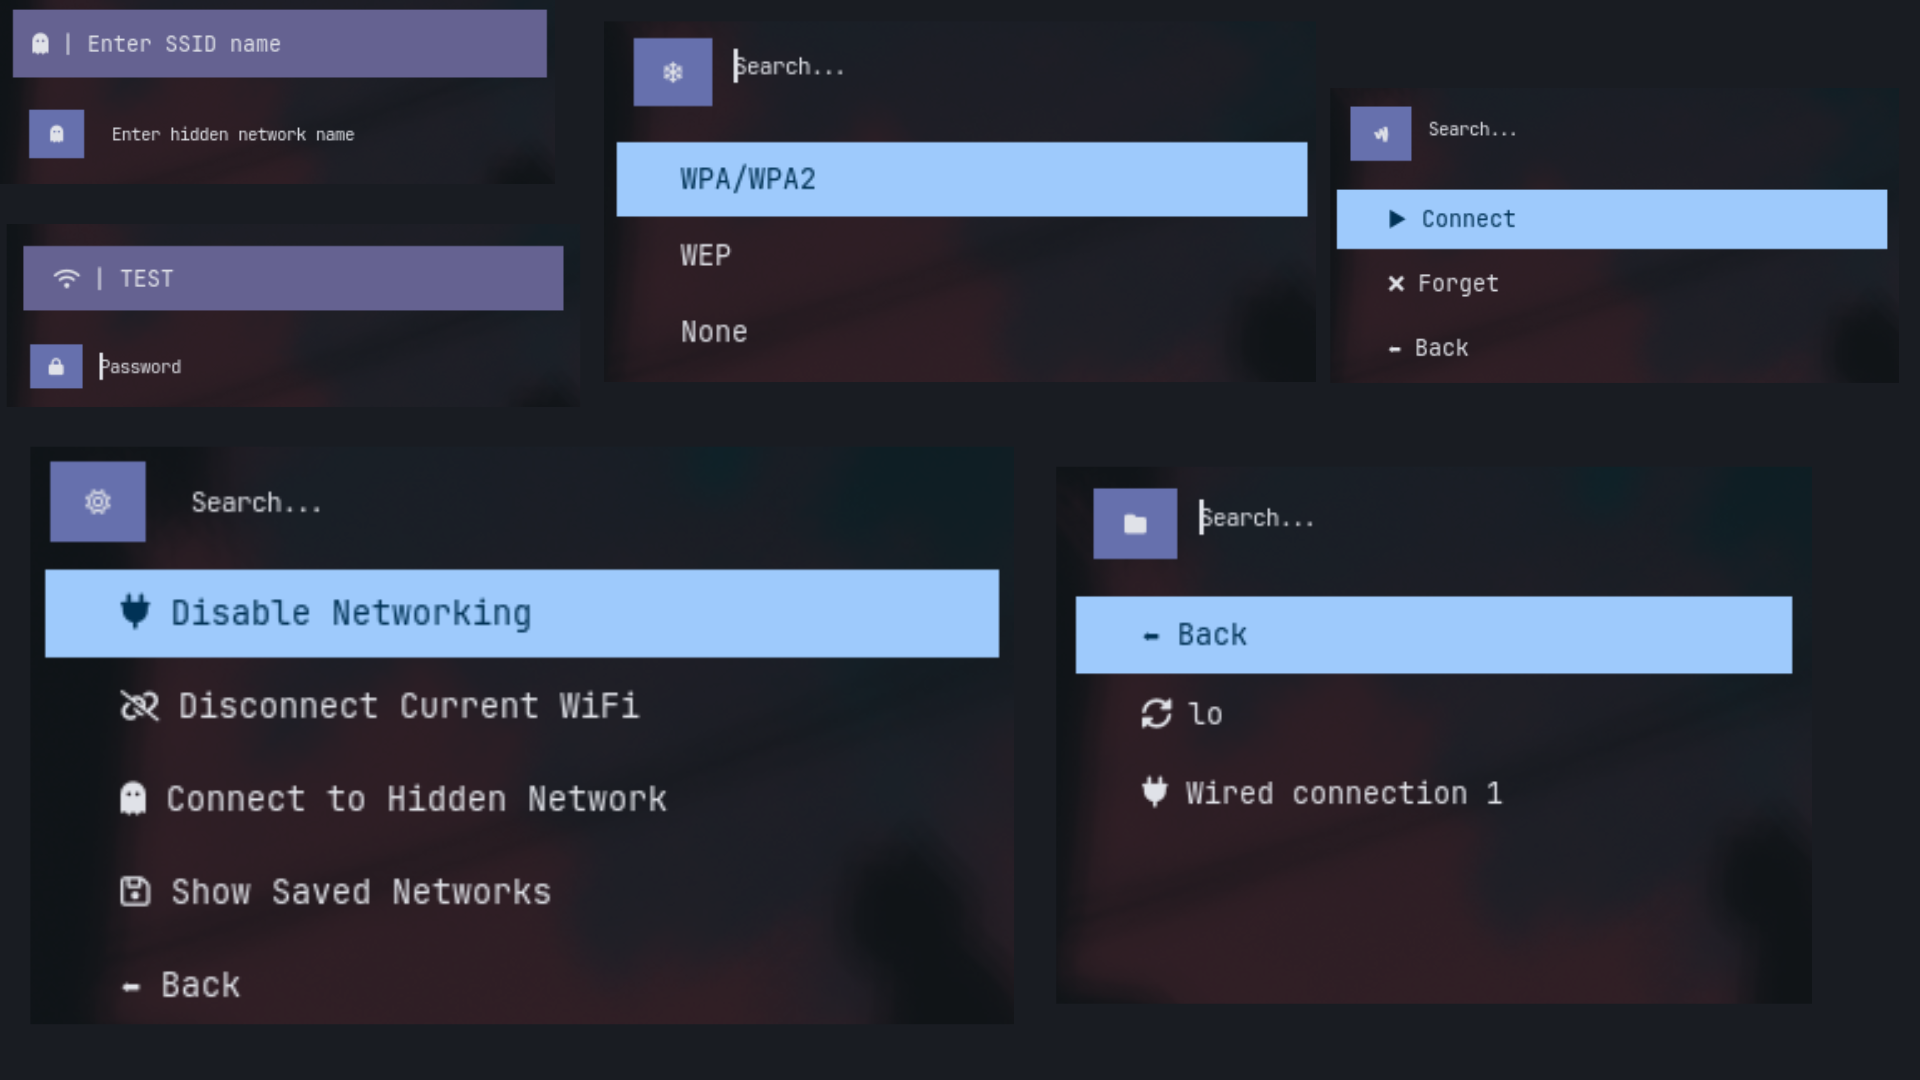 | Enter SSID name
Enter hidden network name
| TEST
Password
Search...
WPA/WPA2
WEP
None
Search...
Connect
Forget
Back
Search...
Disable Networking
Disconnect Current WiFi
Connect to Hidden Network
Show Saved Networks
Back
Search...
Back
lo
Wired connection 1